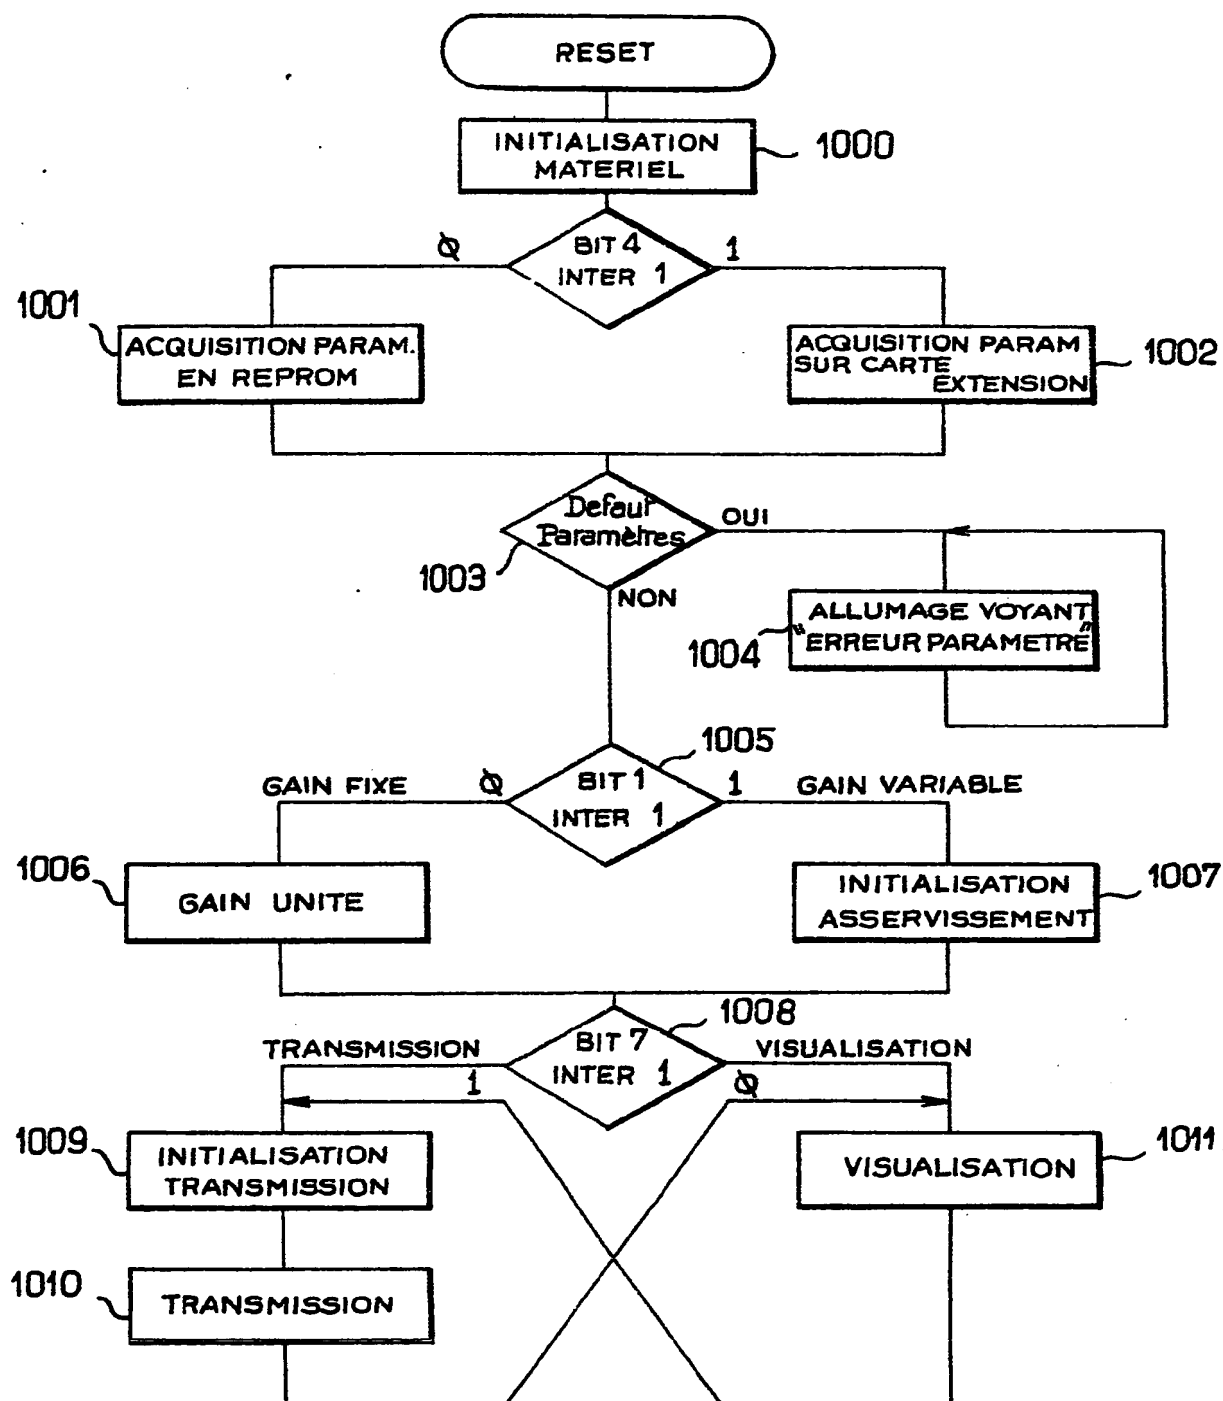 RESET
INITIALISATION
MATERIEL
1000
BIT 4
INTER 1
Ø
1
1001
ACQUISITION PARAM.
EN REPROM
ACQUISITION PARAM
SUR CARTE
EXTENSION
1002
Défaut
Paramètres
OUI
1003
NON
ALLUMAGE VOYANT
"ERREUR PARAMETRE"
1004
1005
GAIN FIXE
Ø
BIT 1
INTER 1
1
GAIN VARIABLE
1006
GAIN UNITE
INITIALISATION
ASSERVISSEMENT
1007
1008
TRANSMISSION
1
BIT 7
INTER 1
VISUALISATION
Ø
1009
INITIALISATION
TRANSMISSION
VISUALISATION
1011
1010
TRANSMISSION